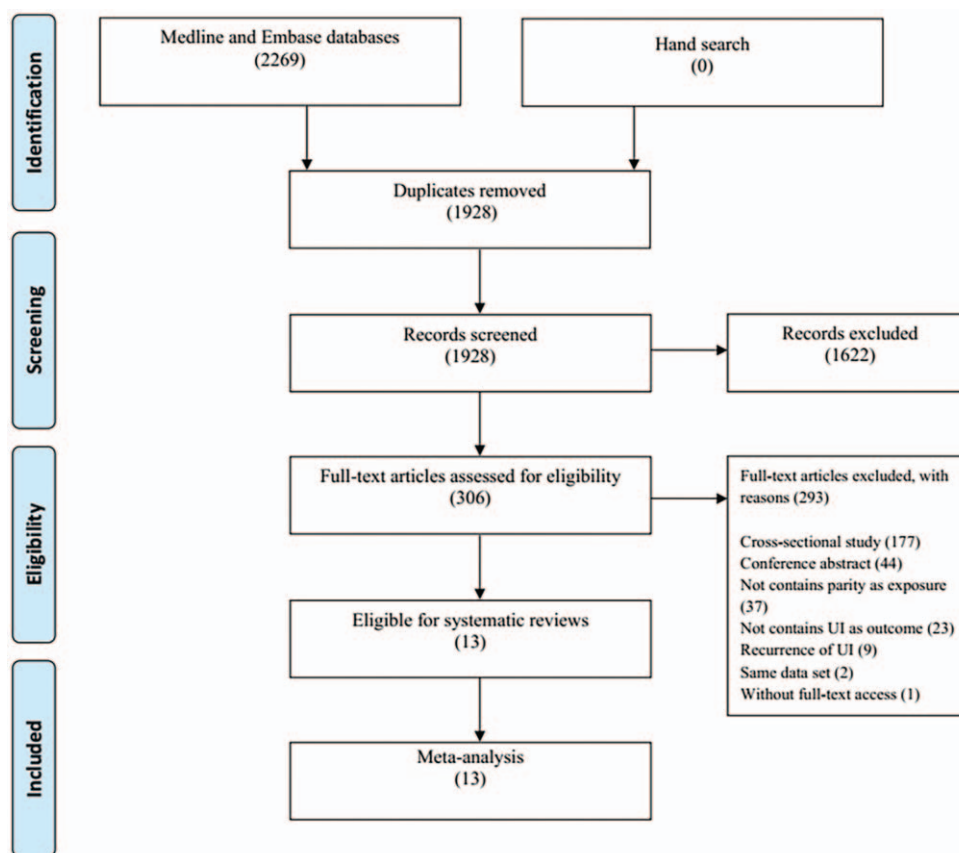 Identification
Medline and Embase databases
(2269)
Hand search
(0)
Duplicates removed
(1928)
Screening
Records screened
(1928)
Records excluded
(1622)
Eligibility
Full-text articles assessed for eligibility
(306)
Full-text articles excluded, with
reasons (293)
Cross-sectional study (177)
Conference abstract (44)
Not contains parity as exposure
(37)
Not contains UI as outcome (23)
Recurrence of UI (9)
Same data set (2)
Without full-text access (1)
Eligible for systematic reviews
(13)
Included
Meta-analysis
(13)